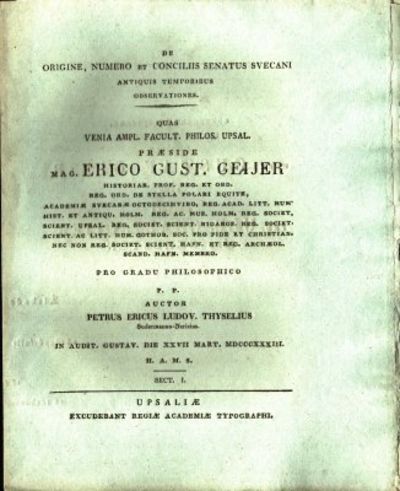 DE
ORIGINE, NUMERO ET CONCILIIS SENATUS SVECANI
ANTIQUIS TEMPORIBUS
OBSERVATIONES.
QUAS
VENIA AMPL. FACULT. PHILOS. UPSAL.
PRÆSIDE
MAG. ERICO GUST. GEIJER
HISTORIAR. PROF. REG. ET ORD.
REG. ORD. DE STELLA POLARI EQUITE,
ACADEMIÆ SVECANÆ OCTODECIMVIRO, REG. ACAD. LITT. HUM.
HIST. ET ANTIQU. HOLM. REG. AC. MUS. HOLM. REG. SOCIET.
SCIENT. UPSAL. REG. SOCIET. SCIENT. NIDAROS. REG. SOCIET.
SCIENT. AC LITT. HUM. GOTHOB. SOC. PRO FIDE ET CHRISTIAN.
NEC NON REG. SOCIET. SCIENT. HAFN. ET REG. ARCHÆOL.
SCAND. HAFN. MEMBRO.
PRO GRADU PHILOSOPHICO
P. P.
AUCTOR
PETRUS ERICUS LUDOV. THYSELIUS
Sudermanno-Nericius.
IN AUDIT. GUSTAV. DIE XXVII MART. MDCCCXXXIII.
H. A. M. S.
SECT. I.
UPSALIÆ
EXCUDEBANT REGIÆ ACADEMIÆ TYPOGRAPHI.